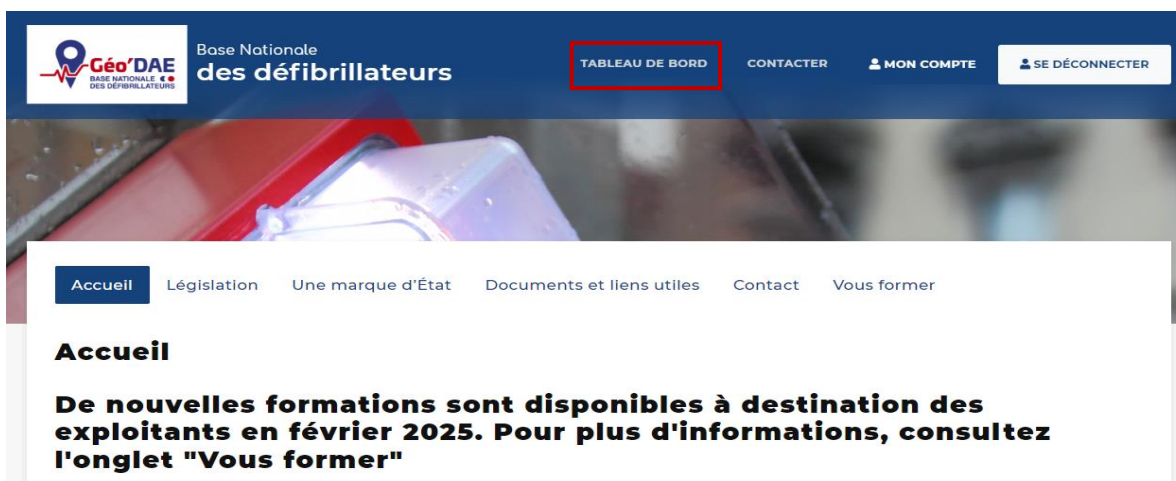 Géo'DAE
BASE NATIONALE
DES DÉFIBRILLATEURS
Base Nationale
des défibrillateurs
TABLEAU DE BORD
CONTACTER
MON COMPTE
SE DÉCONNECTER
Accueil
Législation
Une marque d'État
Documents et liens utiles
Contact
Vous former
Accueil
De nouvelles formations sont disponibles à destination des
exploitants en février 2025. Pour plus d'informations, consultez
l'onglet "Vous former"